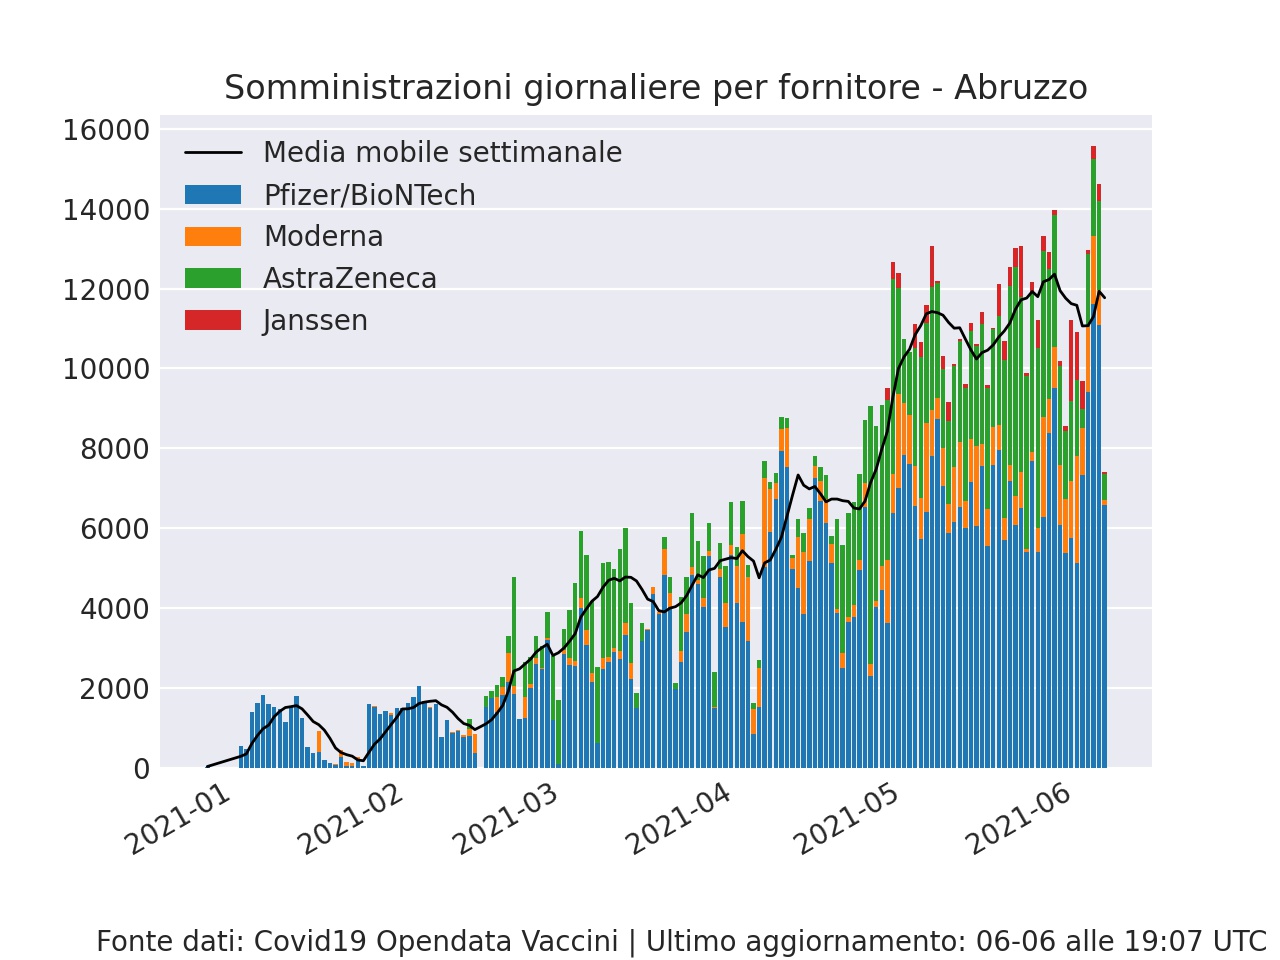 Somministrazioni giornaliere per fornitore - Abruzzo
16000
14000
12000
10000
8000
6000
4000
2000
0
Media mobile settimanale
Pfizer/BioNTech
Moderna
AstraZeneca
Janssen
2021-01
2021-02
2021-03
2021-04
2021-05
2021-06
Fonte dati: Covid19 Opendata Vaccini | Ultimo aggiornamento: 06-06 alle 19:07 UTC